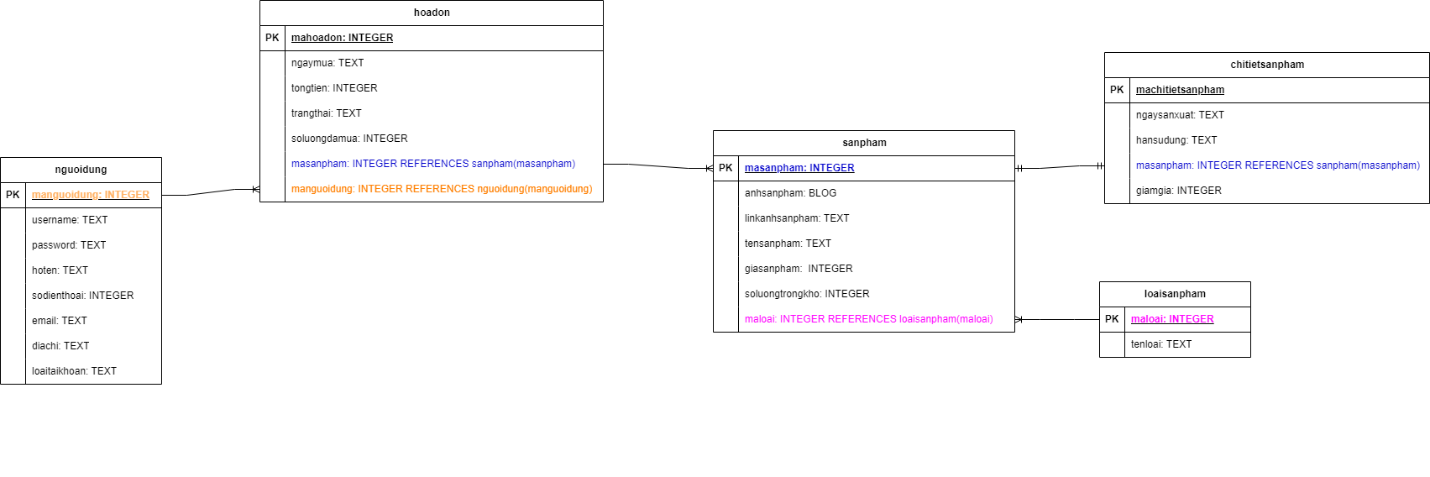 hoadon
PK mahoadon: INTEGER
ngaymua: TEXT
tongtien: INTEGER
trangthai: TEXT
soluongdamua: INTEGER
masanpham: INTEGER REFERENCES sanpham(masanpham)
manguoidung: INTEGER REFERENCES nguoidung(manguoidung)
nguoidung
PK manguoidung: INTEGER
username: TEXT
password: TEXT
hoten: TEXT
sodienthoai: INTEGER
email: TEXT
diachi: TEXT
loaitaikhoan: TEXT
sanpham
PK masanpham: INTEGER
anhsanpham: BLOG
linkanhsanpham: TEXT
tensanpham: TEXT
giasanpham:  INTEGER
soluongtrongkho: INTEGER
maloai: INTEGER REFERENCES loaisanpham(maloai)
chitietsanpham
PK machitietsanpham
ngaysanxuat: TEXT
hansudung: TEXT
masanpham: INTEGER REFERENCES sanpham(masanpham)
giamgia: INTEGER
loaisanpham
PK maloai: INTEGER
tenloai: TEXT